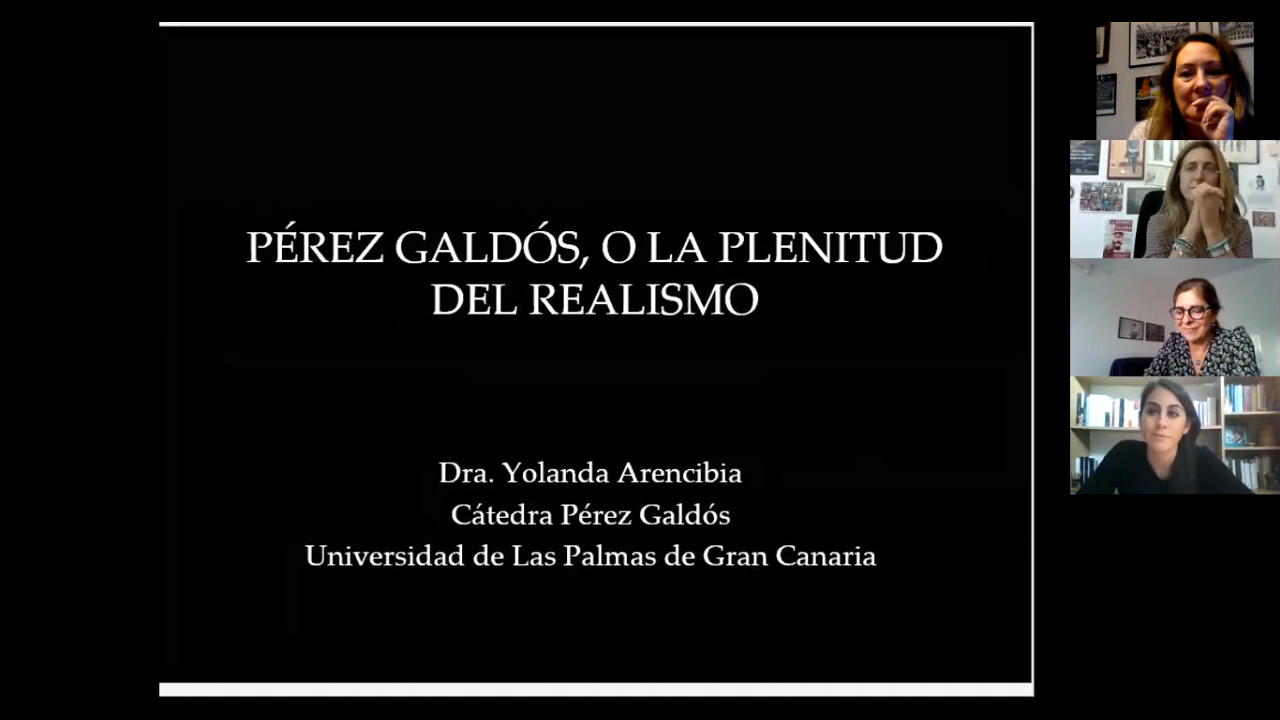 PÉREZ GALDÓS, O LA PLENITUD
DEL REALISMO
Dra. Yolanda Arencibia
Cátedra Pérez Galdós
Universidad de Las Palmas de Gran Canaria